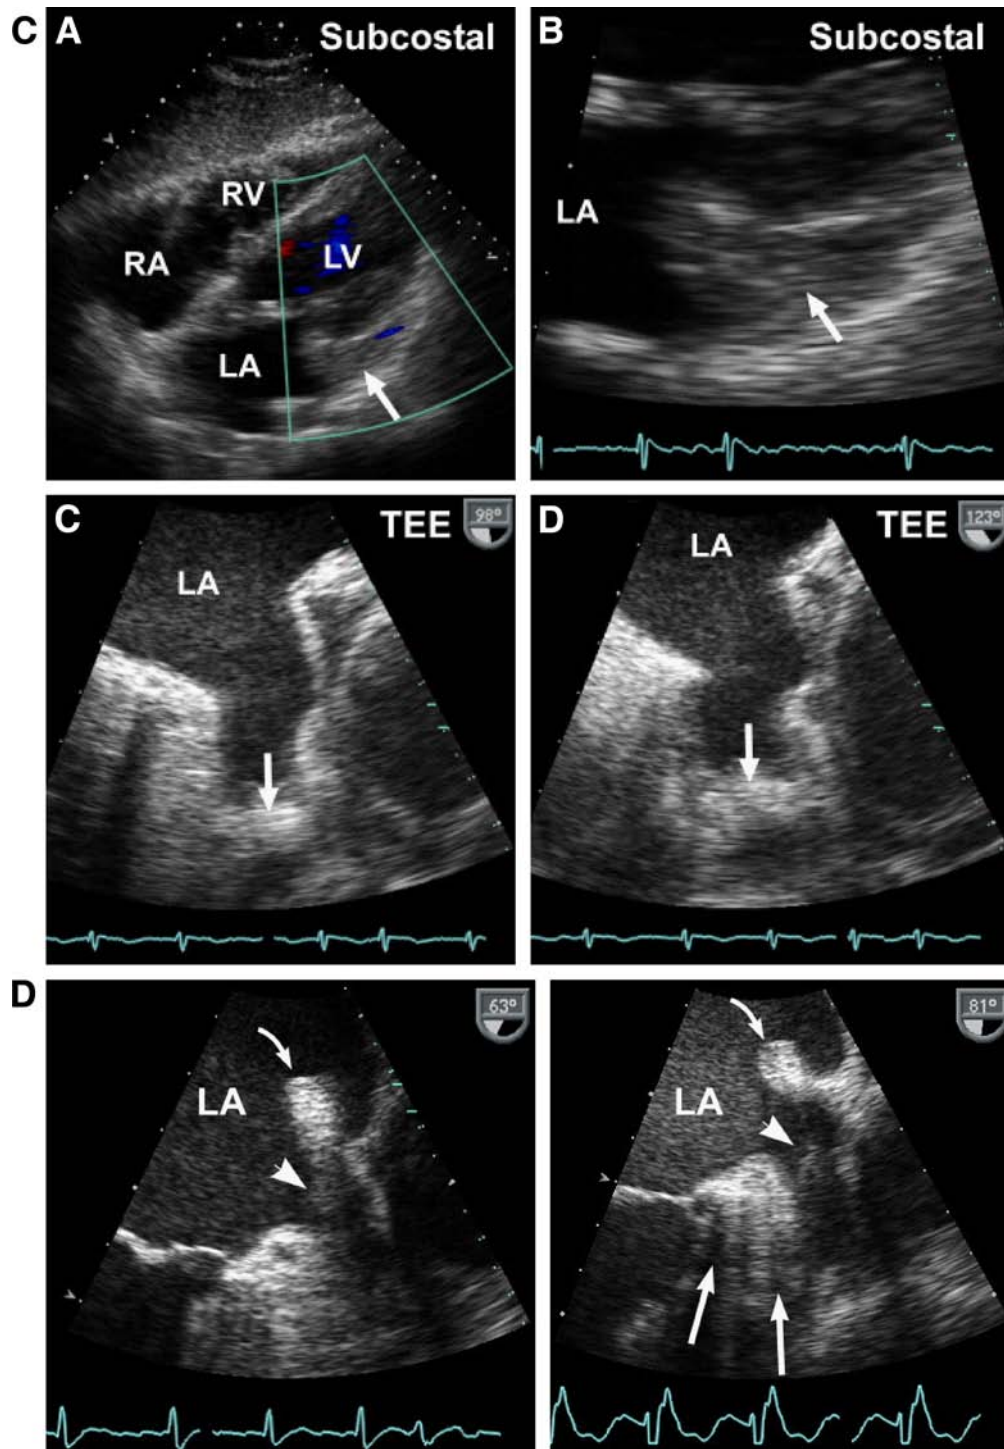 C A Subcostal
B Subcostal
RV
RA
LV
LA
LA
C TEE 98°
LA
D TEE 123°
LA
D 63°
LA
81°
LA